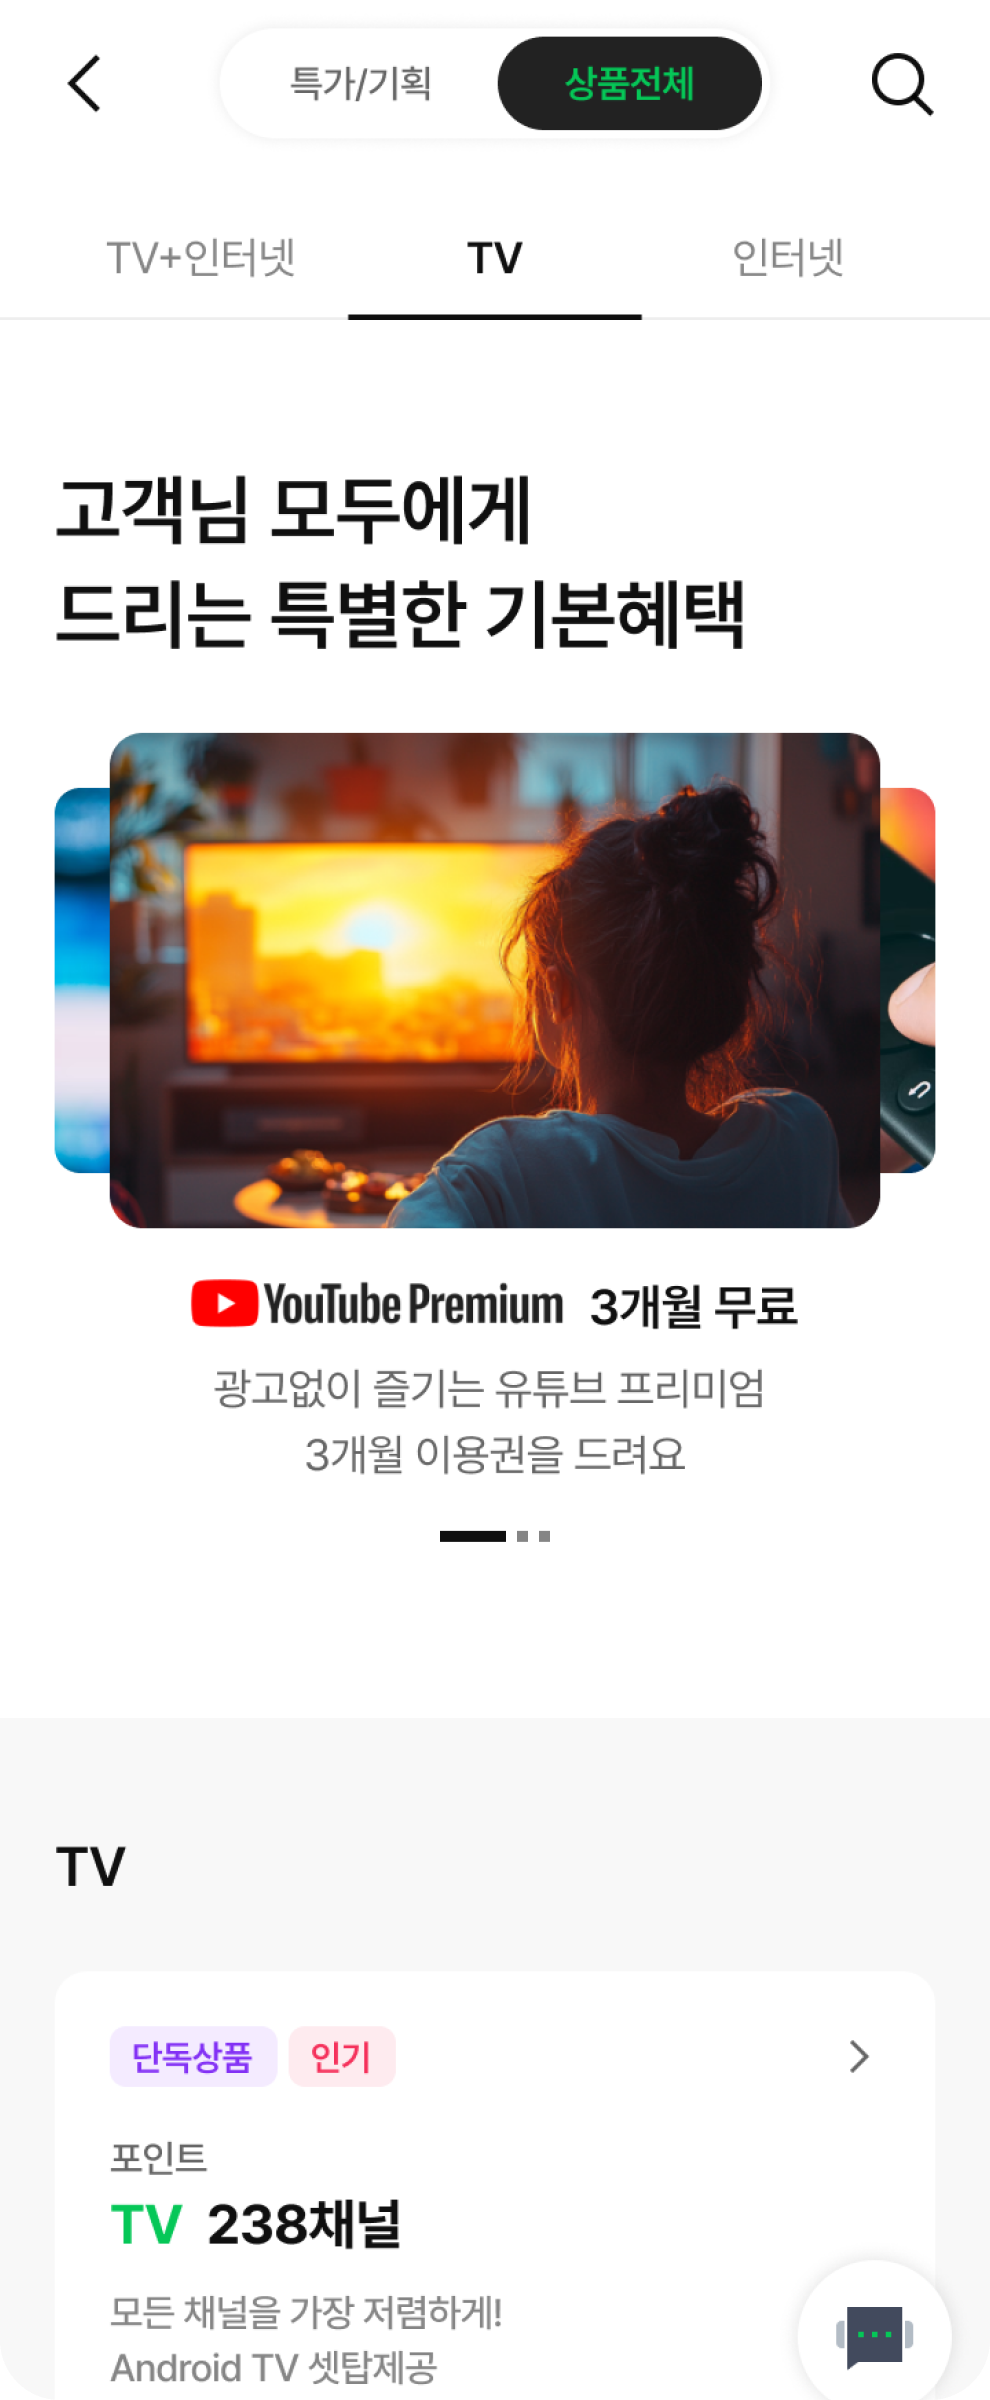 특가/기획
상품전체
TV+인터넷
TV
인터넷
고객님 모두에게
드리는 특별한 기본혜택
YouTube Premium 3개월 무료
광고없이 즐기는 유튜브 프리미엄
3개월 이용권을 드려요
TV
단독상품
인기
포인트
TV 238채널
모든 채널을 가장 저렴하게!
Android TV 셋탑제공